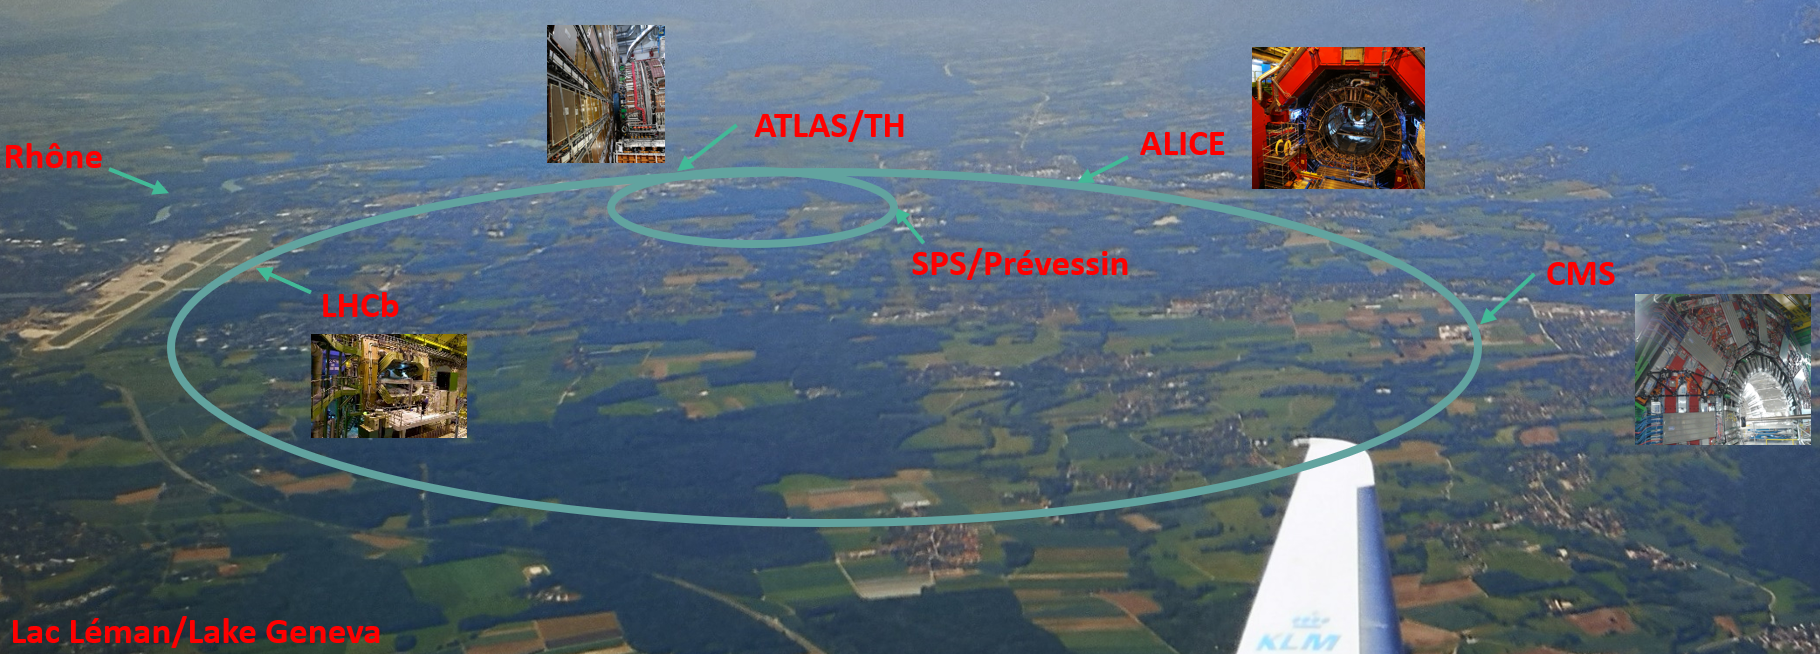 ATLAS/TH
ALICE
Rhône
SPS/Prévessin
CMS
LHCb
Lac Léman/Lake Geneva
KLM